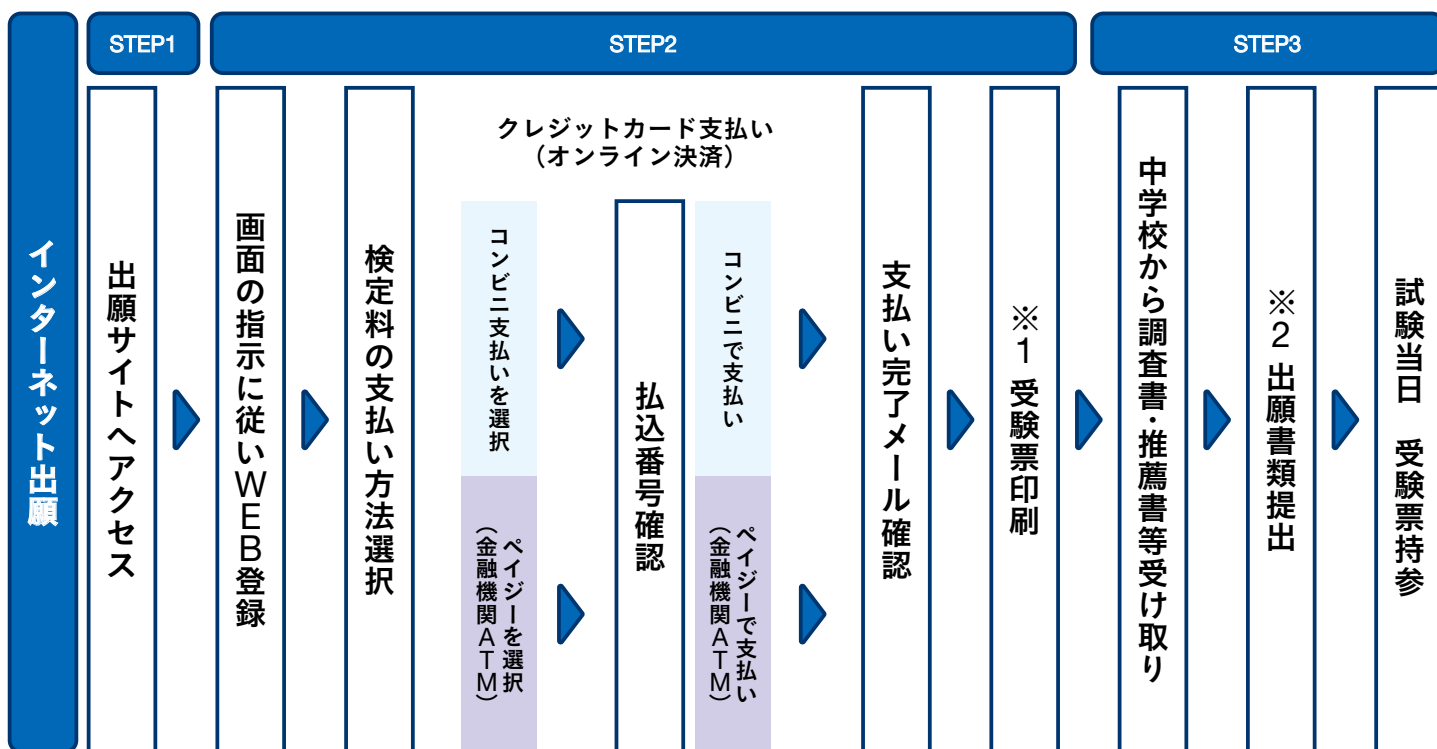 インターネット出願
STEP1
出願サイトへアクセス
STEP2
画面の指示に従いWEB登録
検定料の支払い方法選択
クレジットカード支払い
（オンライン決済）
コンビニ支払いを選択
ペイジーを選択
（金融機関ATM）
払込番号確認
コンビニで支払い
ペイジーで支払い
（金融機関ATM）
支払い完了メール確認
※1 受験票印刷
STEP3
中学校から調査書・推薦書等受け取り
※2 出願書類提出
試験当日　受験票持参